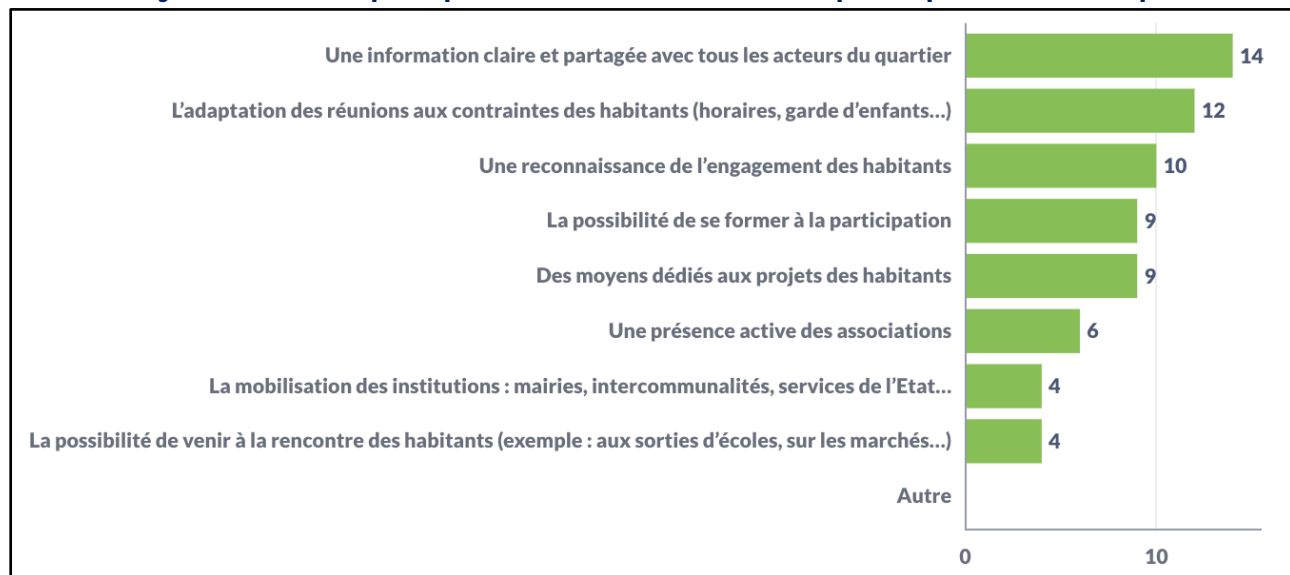 Une information claire et partagée avec tous les acteurs du quartier 14
L’adaptation des réunions aux contraintes des habitants (horaires, garde d’enfants…) 12
Une reconnaissance de l’engagement des habitants 10
La possibilité de se former à la participation 9
Des moyens dédiés aux projets des habitants 9
Une présence active des associations 6
La mobilisation des institutions : mairies, intercommunalités, services de l’Etat… 4
La possibilité de venir à la rencontre des habitants (exemple : aux sorties d’écoles, sur les marchés…) 4
Autre
0 10